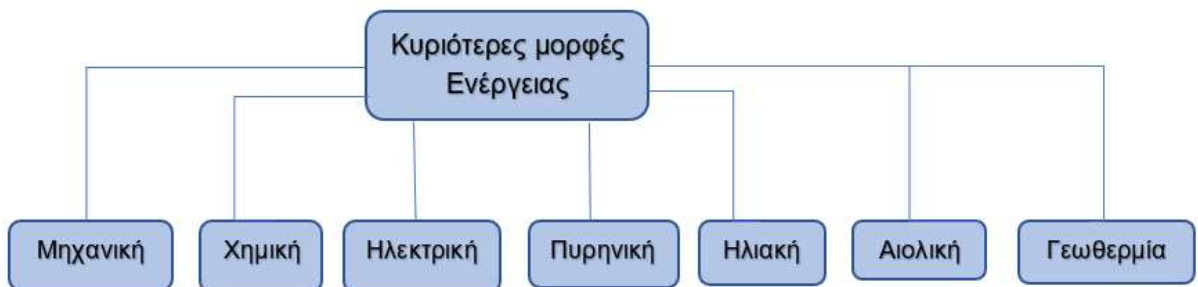 Κυριότερες μορφές
Ενέργειας
Μηχανική
Χημική
Ηλεκτρική
Πυρηνική
Ηλιακή
Αιολική
Γεωθερμία